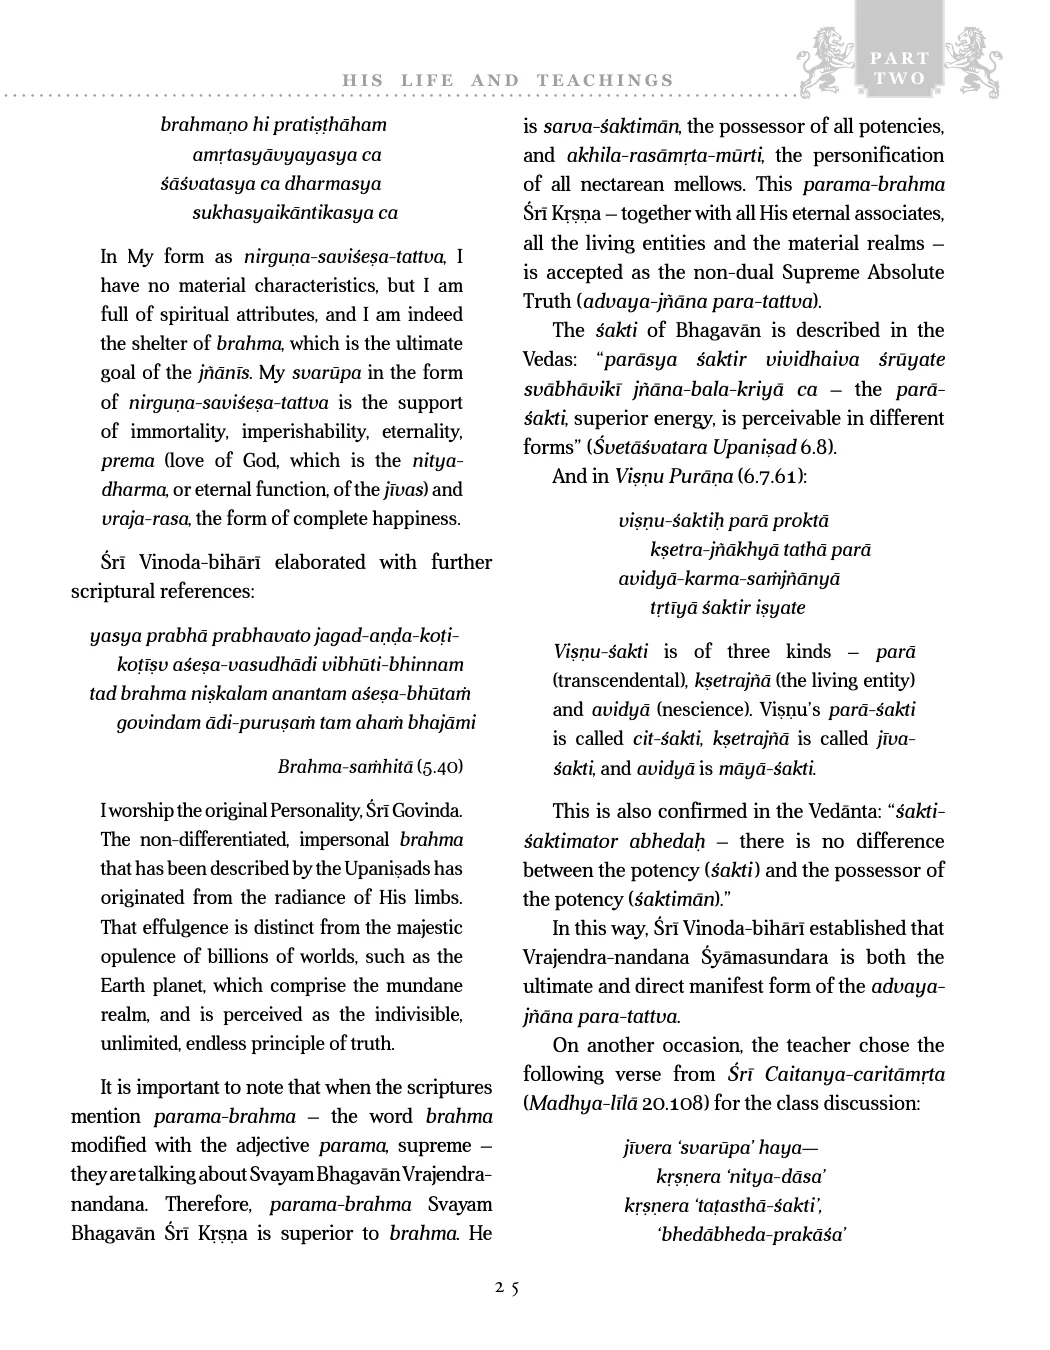 HIS LIFE AND TEACHINGS
PART
TWO
brahmaṇo hi pratiṣṭhāham
amṛtasyāvyayasya ca
śāśvatasya ca dharmasya
sukhasyaikāntikasya ca
In My form as nirguṇa-saviśeṣa-tattva, I
have no material characteristics, but I am
full of spiritual attributes, and I am indeed
the shelter of brahma, which is the ultimate
goal of the jñānīs. My svarūpa in the form
of nirguṇa-saviśeṣa-tattva is the support
of immortality, imperishability, eternality,
prema (love of God, which is the nitya-
dharma, or eternal function, of the jīvas) and
vraja-rasa, the form of complete happiness.
Śrī Vinoda-bihārī elaborated with further
scriptural references:
yasya prabhā prabhavato jagad-aṇḍa-koṭi-
koṭīṣv aśeṣa-vasudhādi vibhūti-bhinnam
tad brahma niṣkalam anantam aśeṣa-bhūtaṁ
govindam ādi-puruṣaṁ tam ahaṁ bhajāmi
Brahma-saṁhitā (5.40)
I worship the original Personality, Śrī Govinda.
The non-differentiated, impersonal brahma
that has been described by the Upaniṣads has
originated from the radiance of His limbs.
That effulgence is distinct from the majestic
opulence of billions of worlds, such as the
Earth planet, which comprise the mundane
realm, and is perceived as the indivisible,
unlimited, endless principle of truth.
It is important to note that when the scriptures
mention parama-brahma – the word brahma
modified with the adjective parama, supreme –
they are talking about Svayam Bhagavān Vrajendra-
nandana. Therefore, parama-brahma Svayam
Bhagavān Śrī Kṛṣṇa is superior to brahma. He
is sarva-śaktimān, the possessor of all potencies,
and akhila-rasāmṛta-mūrti, the personification
of all nectarean mellows. This parama-brahma
Śrī Kṛṣṇa – together with all His eternal associates,
all the living entities and the material realms –
is accepted as the non-dual Supreme Absolute
Truth (advaya-jñāna para-tattva).
The śakti of Bhagavān is described in the
Vedas: “parāsya śaktir vividhaiva śrūyate
svābhāvikī jñāna-bala-kriyā ca – the parā-
śakti, superior energy, is perceivable in different
forms” (Śvetāśvatara Upaniṣad 6.8).
And in Viṣṇu Purāṇa (6.7.61):
viṣṇu-śaktiḥ parā proktā
kṣetra-jñākhyā tathā parā
avidyā-karma-saṁjñānyā
tṛtīyā śaktir iṣyate
Viṣṇu-śakti is of three kinds – parā
(transcendental), kṣetrajñā (the living entity)
and avidyā (nescience). Viṣṇu’s parā-śakti
is called cit-śakti, kṣetrajñā is called jīva-
śakti, and avidyā is māyā-śakti.
This is also confirmed in the Vedānta: “śakti-
śaktimator abhedaḥ – there is no difference
between the potency (śakti) and the possessor of
the potency (śaktimān).”
In this way, Śrī Vinoda-bihārī established that
Vrajendra-nandana Śyāmasundara is both the
ultimate and direct manifest form of the advaya-
jñāna para-tattva.
On another occasion, the teacher chose the
following verse from Śrī Caitanya-caritāmṛta
(Madhya-līlā 20.108) for the class discussion:
jīvera ‘svarūpa’ haya—
kṛṣṇera ‘nitya-dāsa’
kṛṣṇera ‘taṭasthā-śakti’,
‘bhedābheda-prakāśa’
25